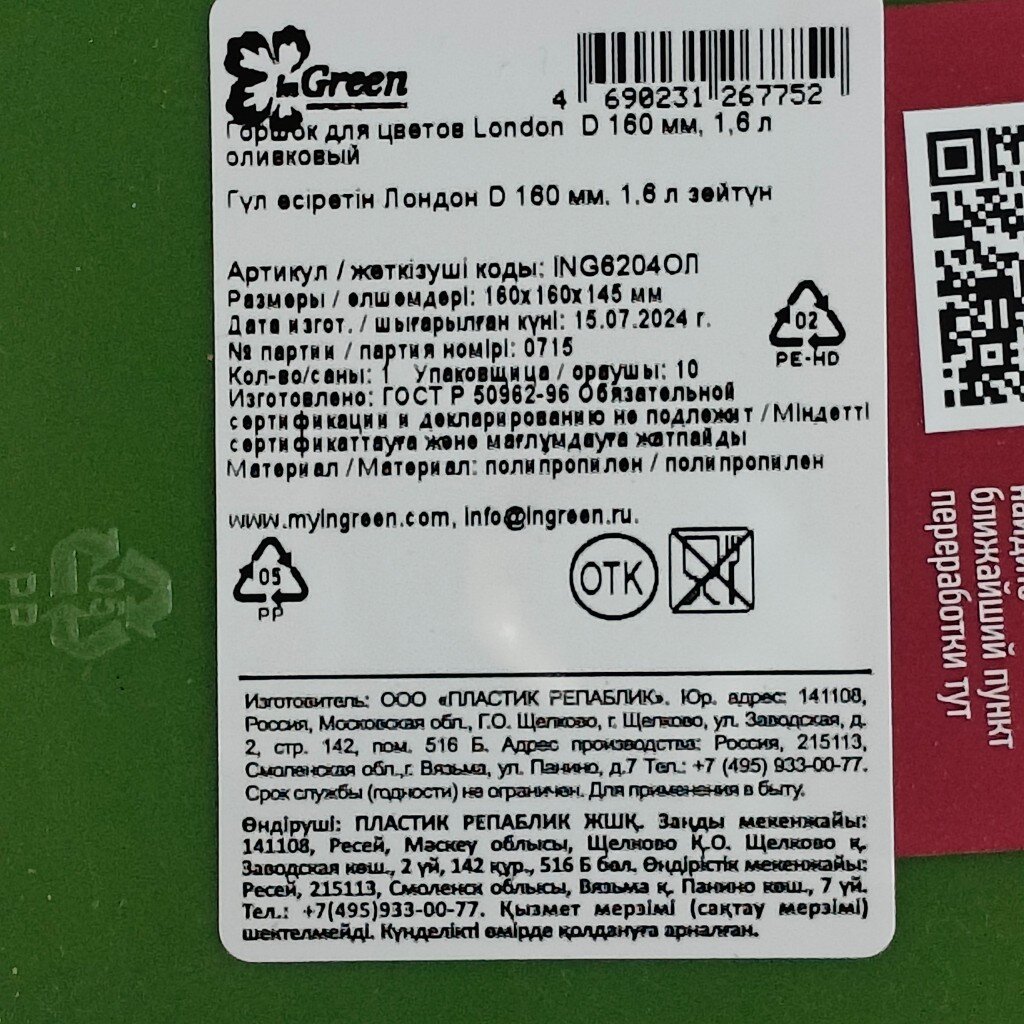 InGreen
4 690231 267752
Горшок для цветов London D 160 мм, 1,6 л
оливковый
Гүл өсіретін Лондон D 160 мм. 1.6 л зәйтүн
Артикул / жеткізуші коды: ING6204ОЛ
Размеры / өлшемдері: 160х160х145 мм
Дата изгот. / шығарылған күні: 15.07.2024 г.
№ партии / партия номірі: 0715
Кол-во/саны: 1 Упаковщица / ораушы: 10
Изготовлено: ГОСТ Р 50962-96 Обязательной
сертификации и декларированию не подлежит / Міндетті
сертификаттауға және мағлұмдауға жатпайды
Материал / Материал: полипропилен / полипропилен
www.myingreen.com, info@ingreen.ru.
02
PE-HD
05
PP
ОТК
Изготовитель: ООО «ПЛАСТИК РЕПАБЛИК». Юр. адрес: 141108,
Россия, Московская обл., Г.О. Щелково, г. Щелково, ул. Заводская, д.
2, стр. 142, пом. 516 Б. Адрес производства: Россия, 215113,
Смоленская обл.,г. Вязьма, ул. Панино, д.7 Тел.: +7 (495) 933-00-77.
Срок службы (годности) не ограничен. Для применения в быту.
Өндіруші: ПЛАСТИК РЕПАБЛИК ЖШҚ. Заңды мекенжайы:
141108, Ресей, Мәскеу облысы, Щелково Қ.О. Щелково қ.
Заводская көш., 2 үй, 142 құр., 516 Б бөл. Өндірістік мекенжайы:
Ресей, 215113, Смоленск облысы, Вязьма қ. Панино көш., 7 үй.
Тел.: +7(495)933-00-77. Қызмет мерзімі (сақтау мерзімі)
шектелмейді. Күнделікті өмірде қолдануға арналған.
05
PP
ближайший пункт
переработки тут